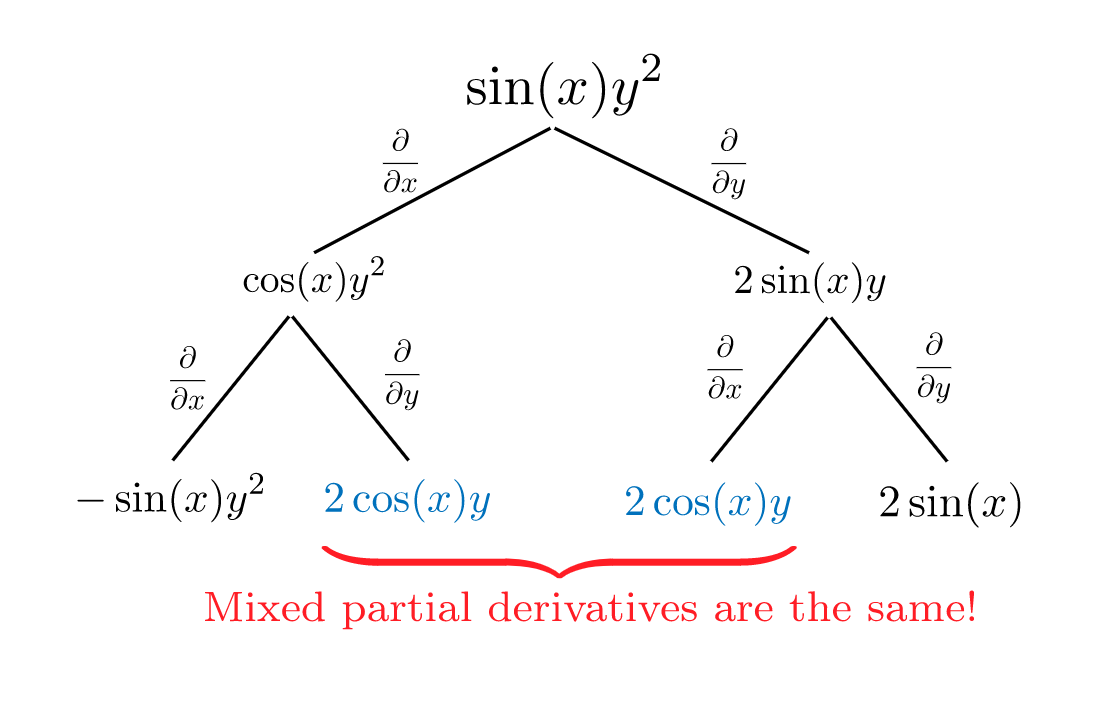 sin(x)y²
∂/∂x ∂/∂y
cos(x)y² 2 sin(x)y
∂/∂x ∂/∂y ∂/∂x ∂/∂y
− sin(x)y² 2 cos(x)y 2 cos(x)y 2 sin(x)
Mixed partial derivatives are the same!